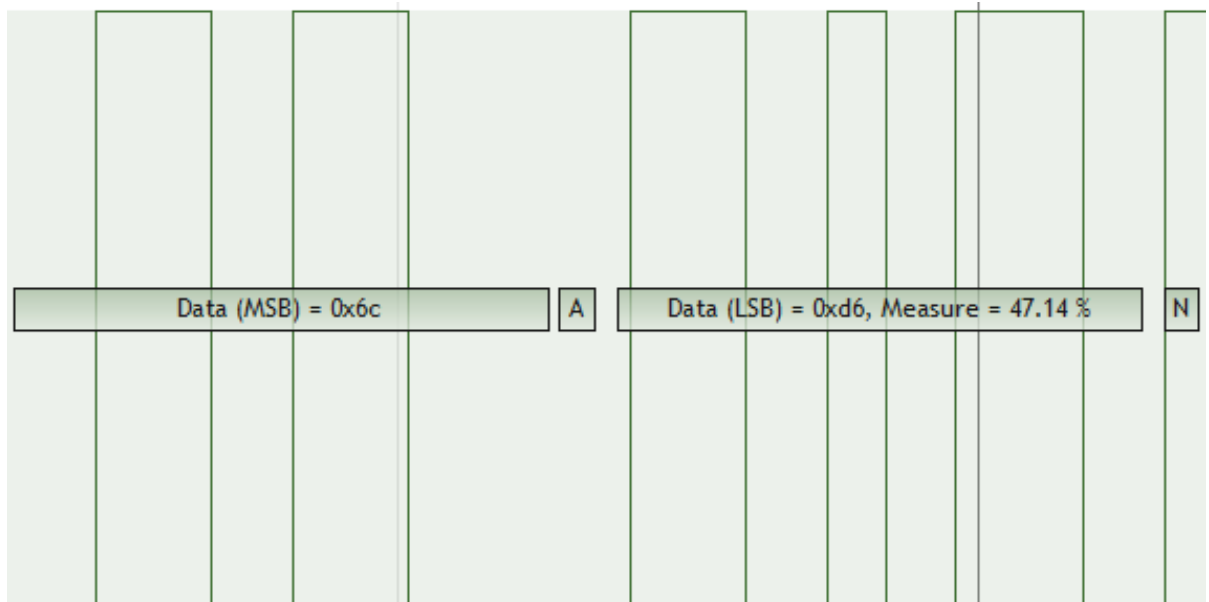 Data (MSB) = 0x6c
A
Data (LSB) = 0xd6, Measure = 47.14 %
N